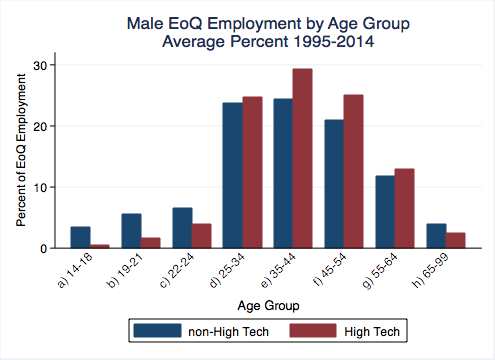 Male EoQ Employment by Age Group
Average Percent 1995-2014
Percent of EoQ Employment
30
20
10
0
a) 14-18
b) 19-21
c) 22-24
d) 25-34
e) 35-44
f) 45-54
g) 55-64
h) 65-99
Age Group
non-High Tech
High Tech